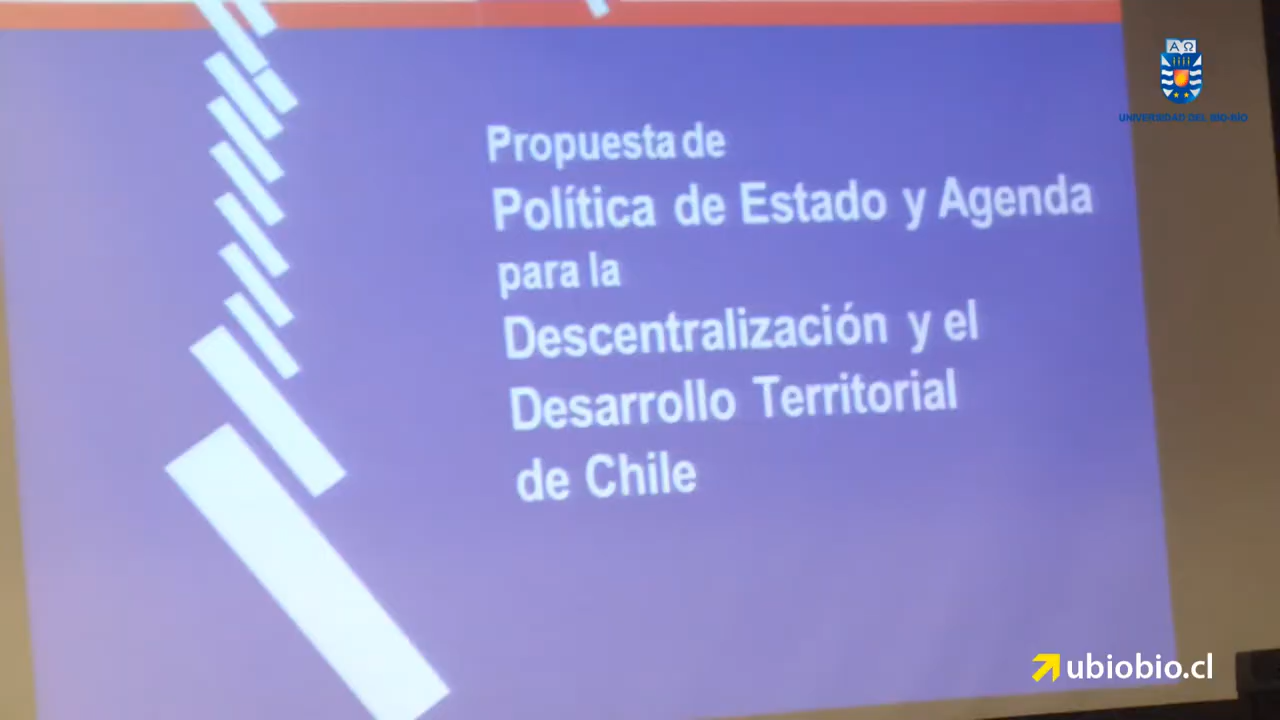 ΑΩ
UNIVERSIDAD DEL BÍO-BÍO
Propuesta de
Política de Estado y Agenda
para la
Descentralización y el
Desarrollo Territorial
de Chile
ubiobio.cl